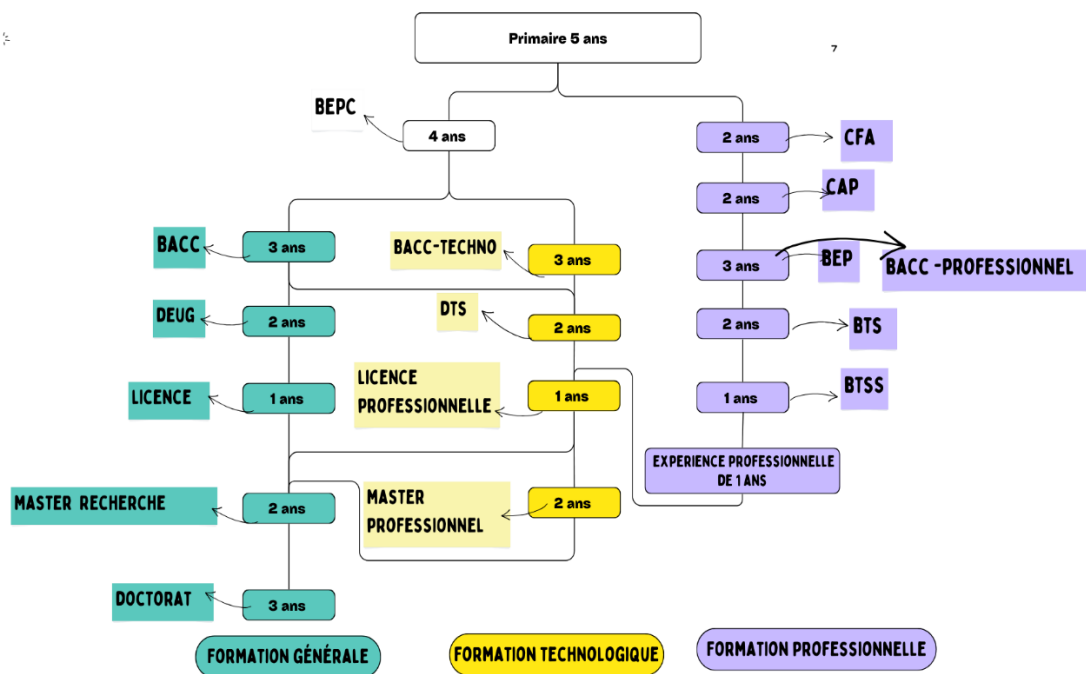 Primaire 5 ans
7
BEPC
4 ans
2 ans
CFA
2 ans
CAP
BACC
3 ans
BACC-TECHNO
3 ans
3 ans
BEP
BACC -PROFESSIONNEL
DEUG
2 ans
DTS
2 ans
2 ans
BTS
LICENCE
1 ans
LICENCE
PROFESSIONNELLE
1 ans
1 ans
BTSS
EXPERIENCE PROFESSIONNELLE
DE 1 ANS
MASTER RECHERCHE
2 ans
MASTER
PROFESSIONNEL
2 ans
DOCTORAT
3 ans
FORMATION GÉNÉRALE
FORMATION TECHNOLOGIQUE
FORMATION PROFESSIONNELLE